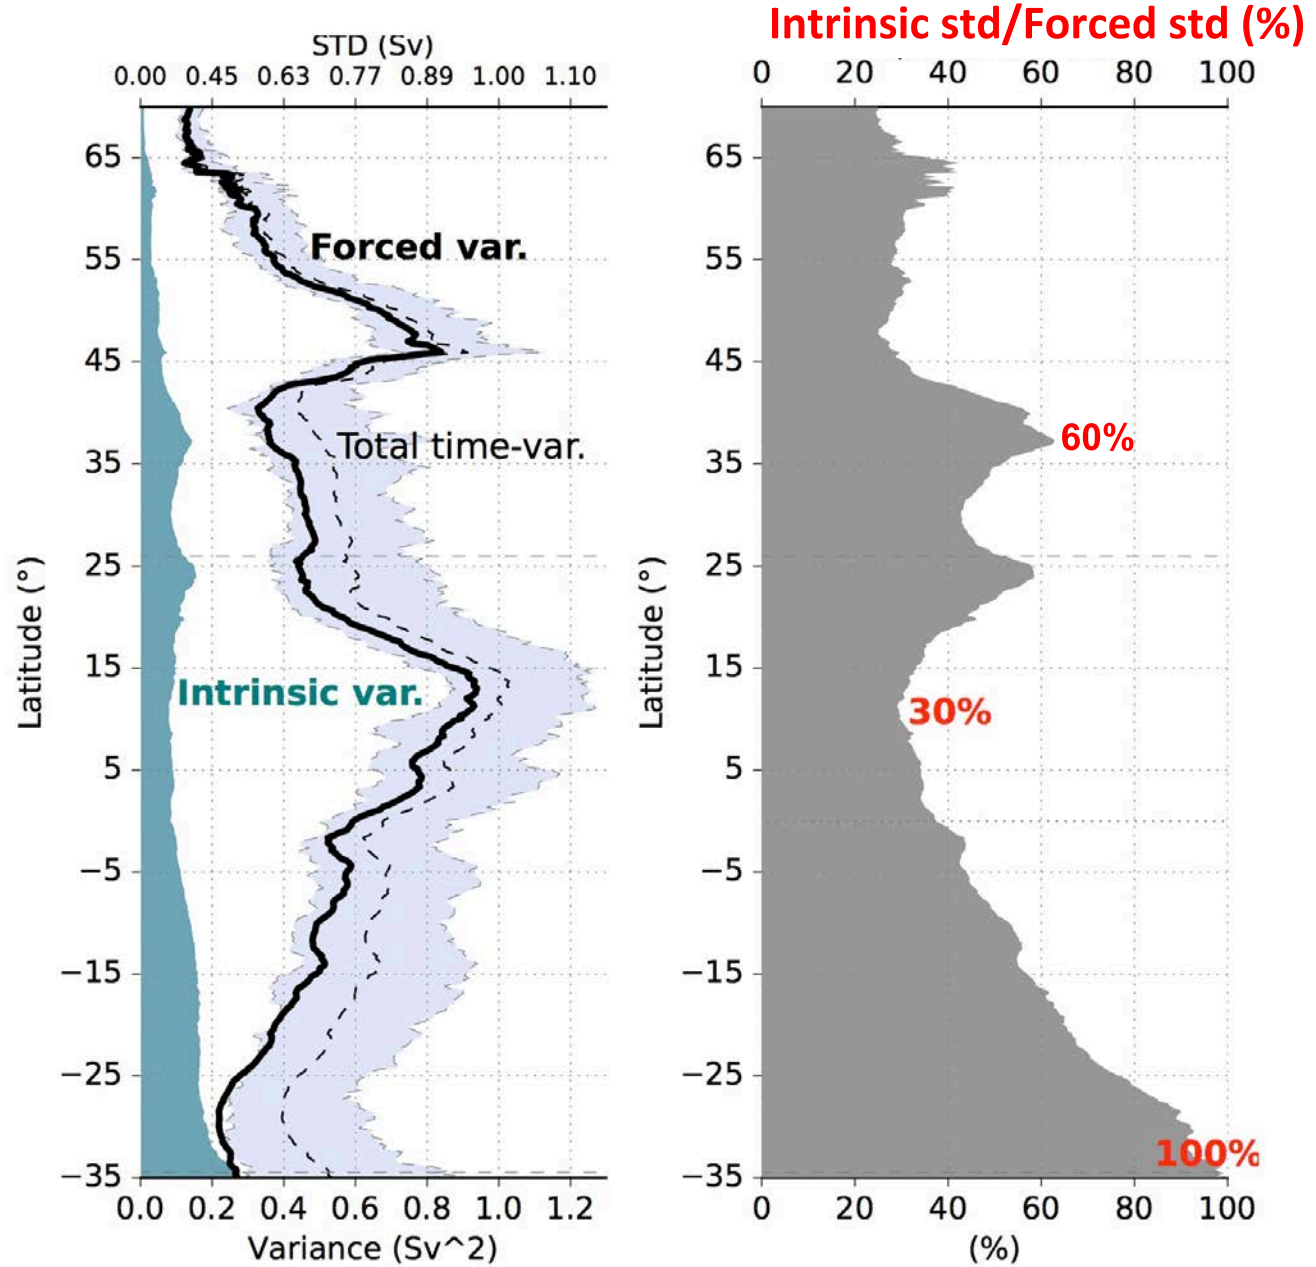 STD (Sv)
0.00 0.45 0.63 0.77 0.89 1.00 1.10
65
55
45
35
25
15
5
−5
−15
−25
−35
Latitude (°)
Forced var.
Total time-var.
Intrinsic var.
0.0 0.2 0.4 0.6 0.8 1.0 1.2
Variance (Sv^2)
Intrinsic std/Forced std (%)
0 20 40 60 80 100
65
55
45
35
25
15
5
−5
−15
−25
−35
Latitude (°)
60%
30%
100%
0 20 40 60 80 100
(%)